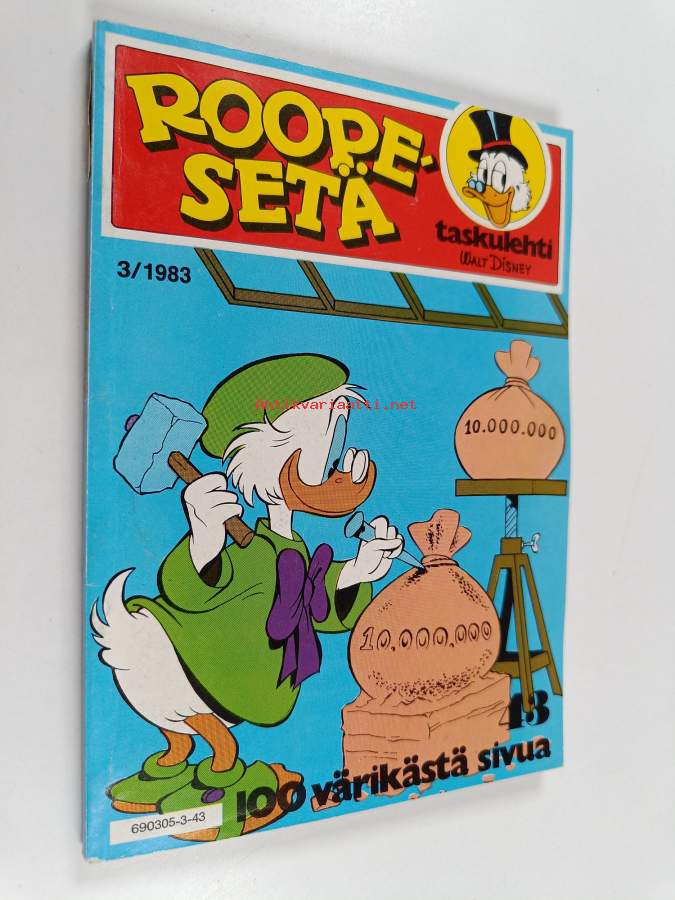 ROOPE-
SETÄ
taskulehti
WALT DISNEY
3/1983
Antikvariaatti.net
10.000.000
10,000,000
43
100 värikästä sivua
690305-3-43